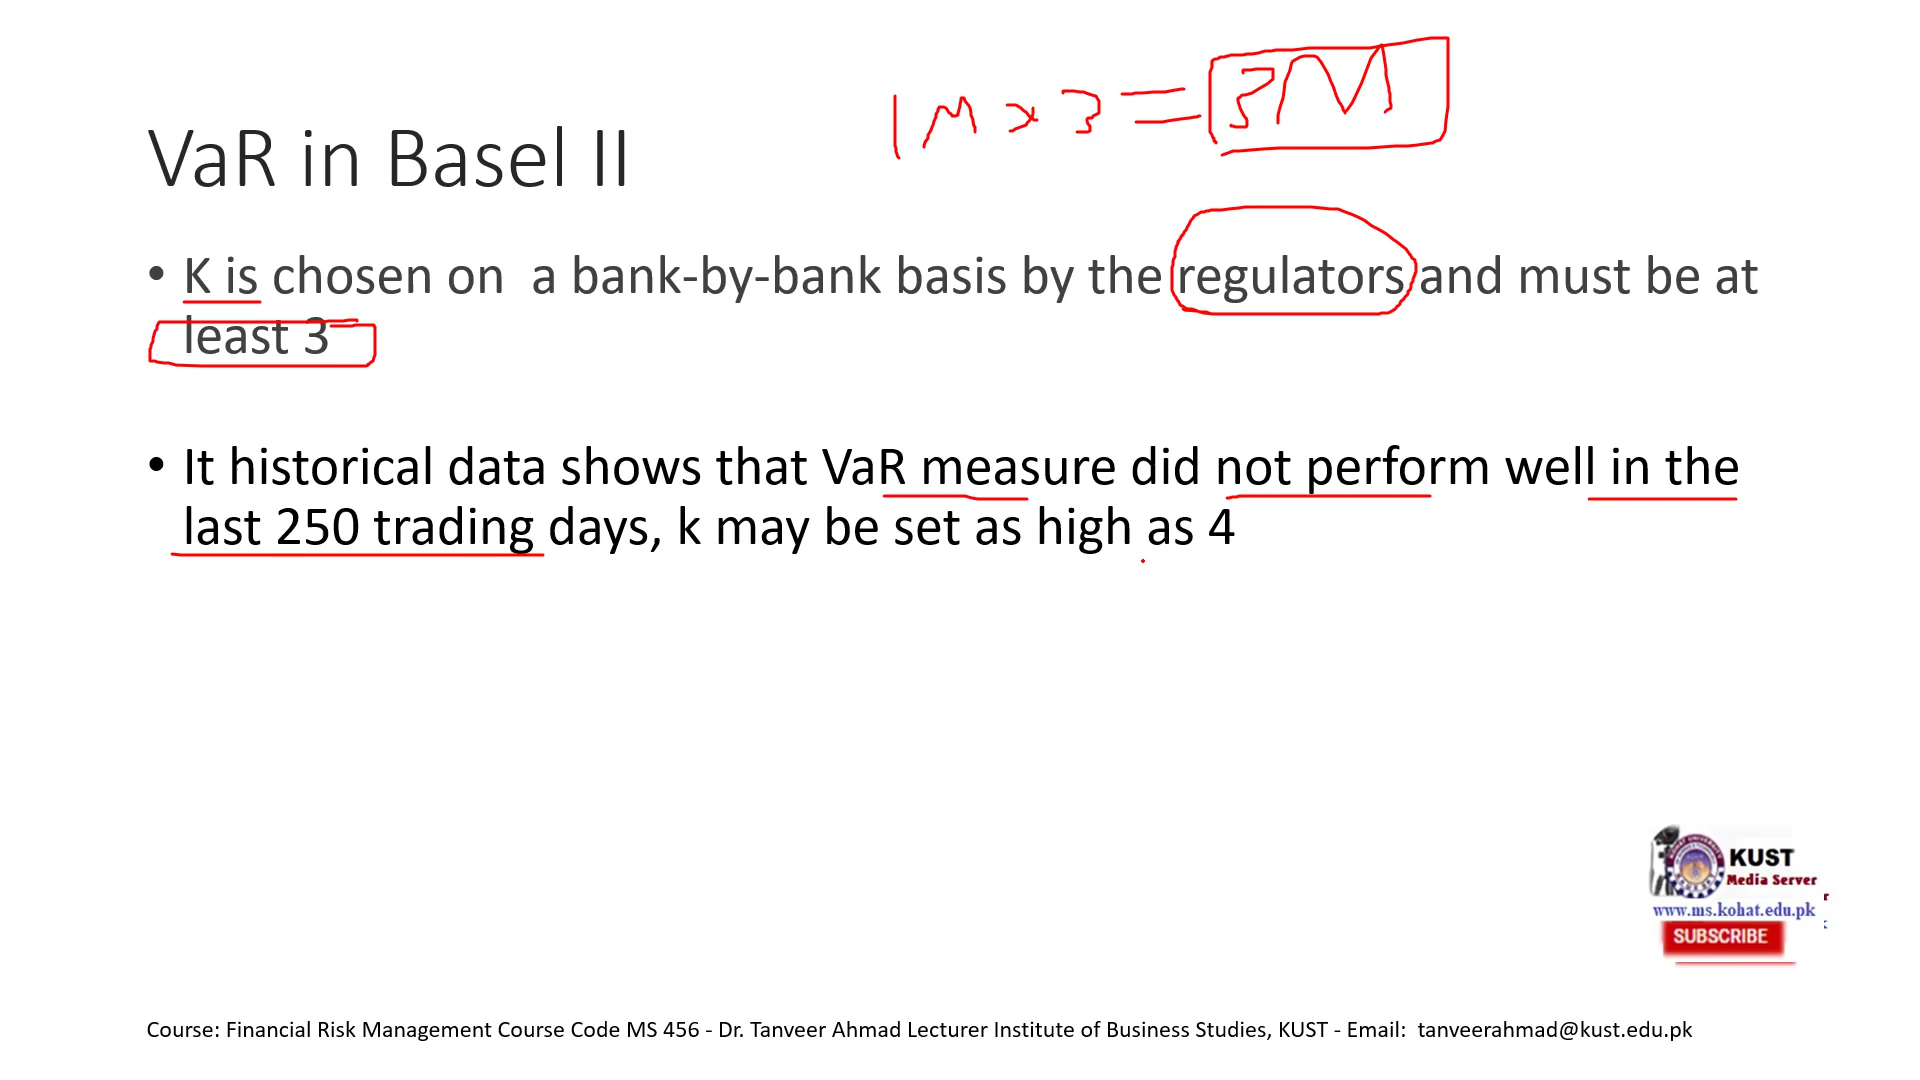 1M x 3 = 3M
VaR in Basel II
• K is chosen on a bank-by-bank basis by the regulators and must be at
least 3
• It historical data shows that VaR measure did not perform well in the
last 250 trading days, k may be set as high as 4
KUST
Media Server
www.ms.kohat.edu.pk
SUBSCRIBE
Course: Financial Risk Management Course Code MS 456 - Dr. Tanveer Ahmad Lecturer Institute of Business Studies, KUST - Email: tanveerahmad@kust.edu.pk